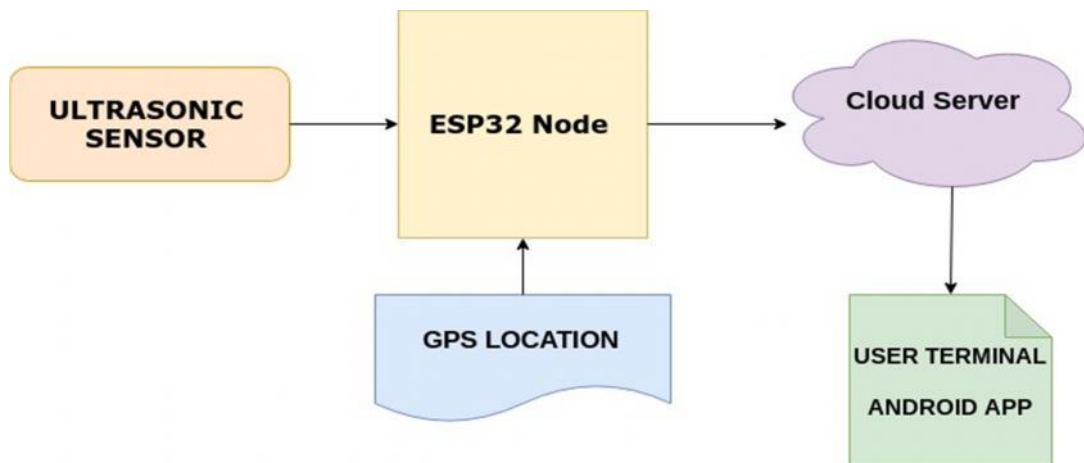 ULTRASONIC
SENSOR
ESP32 Node
Cloud Server
GPS LOCATION
USER TERMINAL
ANDROID APP